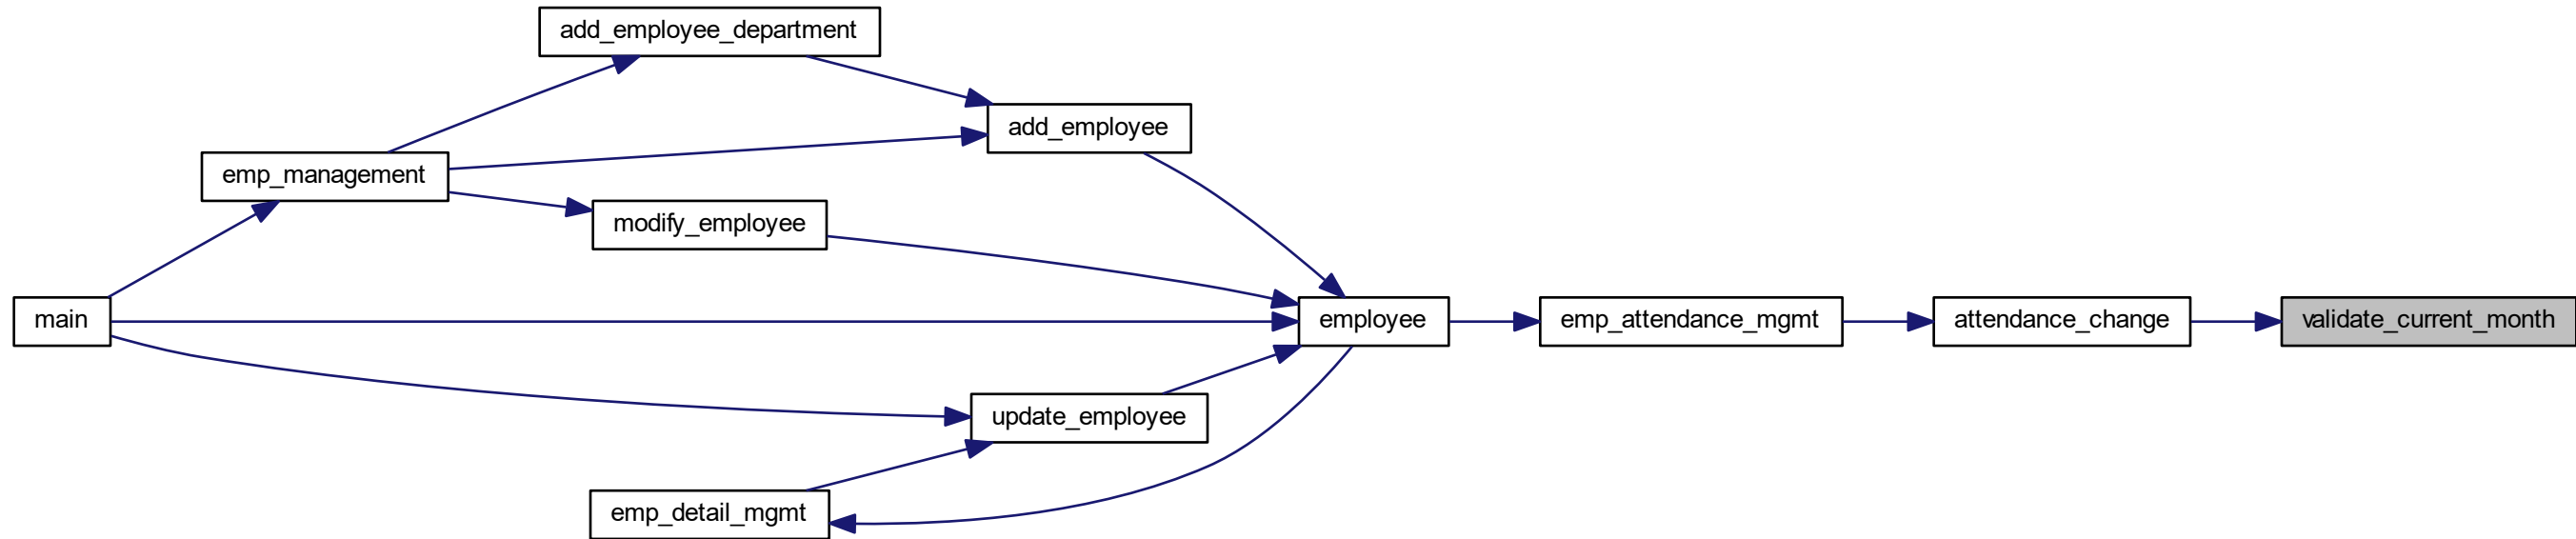 add_employee_department
add_employee
emp_management
modify_employee
main
employee
emp_attendance_mgmt
attendance_change
validate_current_month
update_employee
emp_detail_mgmt